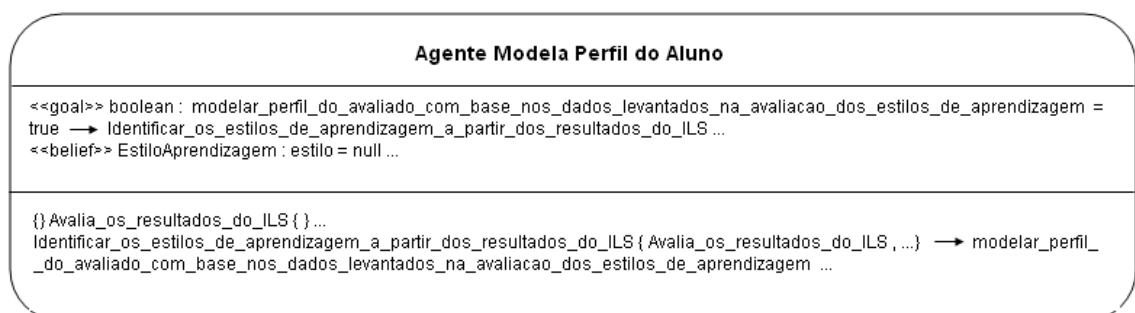 Agente Modela Perfil do Aluno
<<goal>> boolean : modelar_perfil_do_avaliado_com_base_nos_dados_levantados_na_avaliacao_dos_estilos_de_aprendizagem =
true → Identificar_os_estilos_de_aprendizagem_a_partir_dos_resultados_do_ILS ...
<<belief>> EstiloAprendizagem : estilo = null ...
{} Avalia_os_resultados_do_ILS { } ...
Identificar_os_estilos_de_aprendizagem_a_partir_dos_resultados_do_ILS { Avalia_os_resultados_do_ILS , ...} → modelar_perfil_
_do_avaliado_com_base_nos_dados_levantados_na_avaliacao_dos_estilos_de_aprendizagem ...